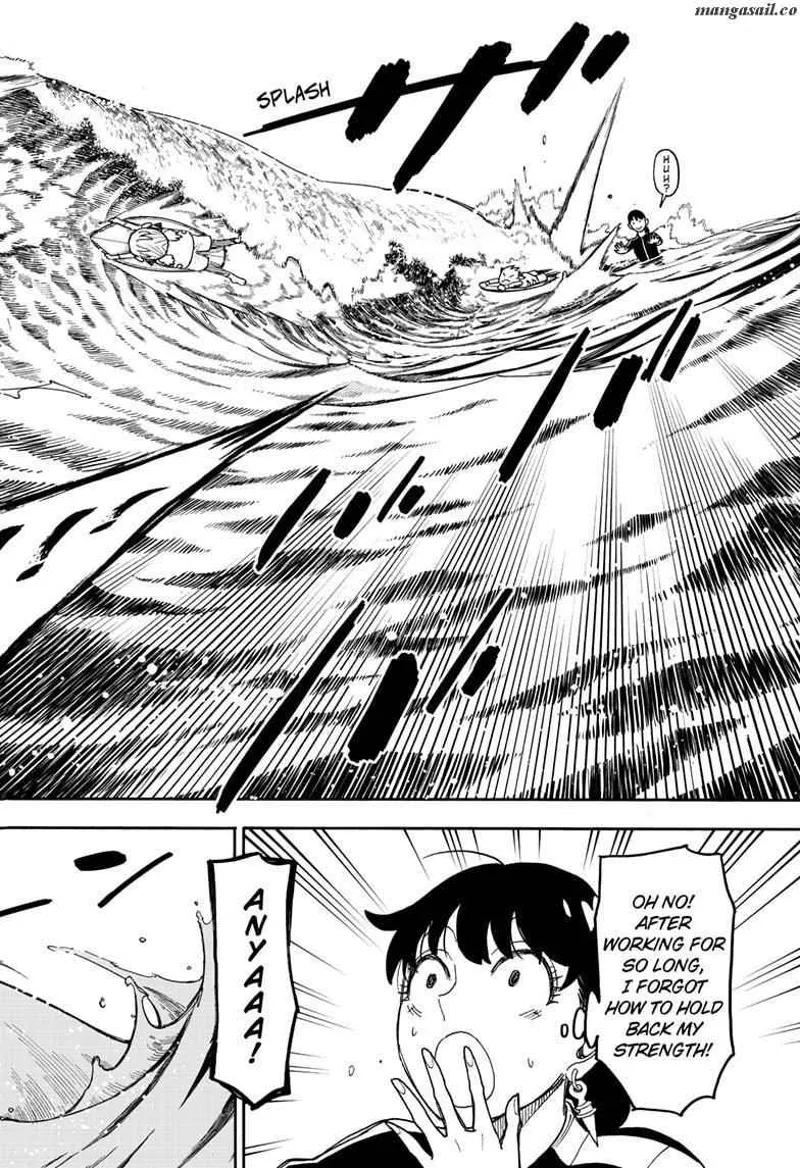 mangasail.co
SPLASH
ザ
HUH?
OH NO!
AFTER
WORKING FOR
SO LONG,
I FORGOT
HOW TO HOLD
BACK MY
STRENGTH!
ANYAAA!